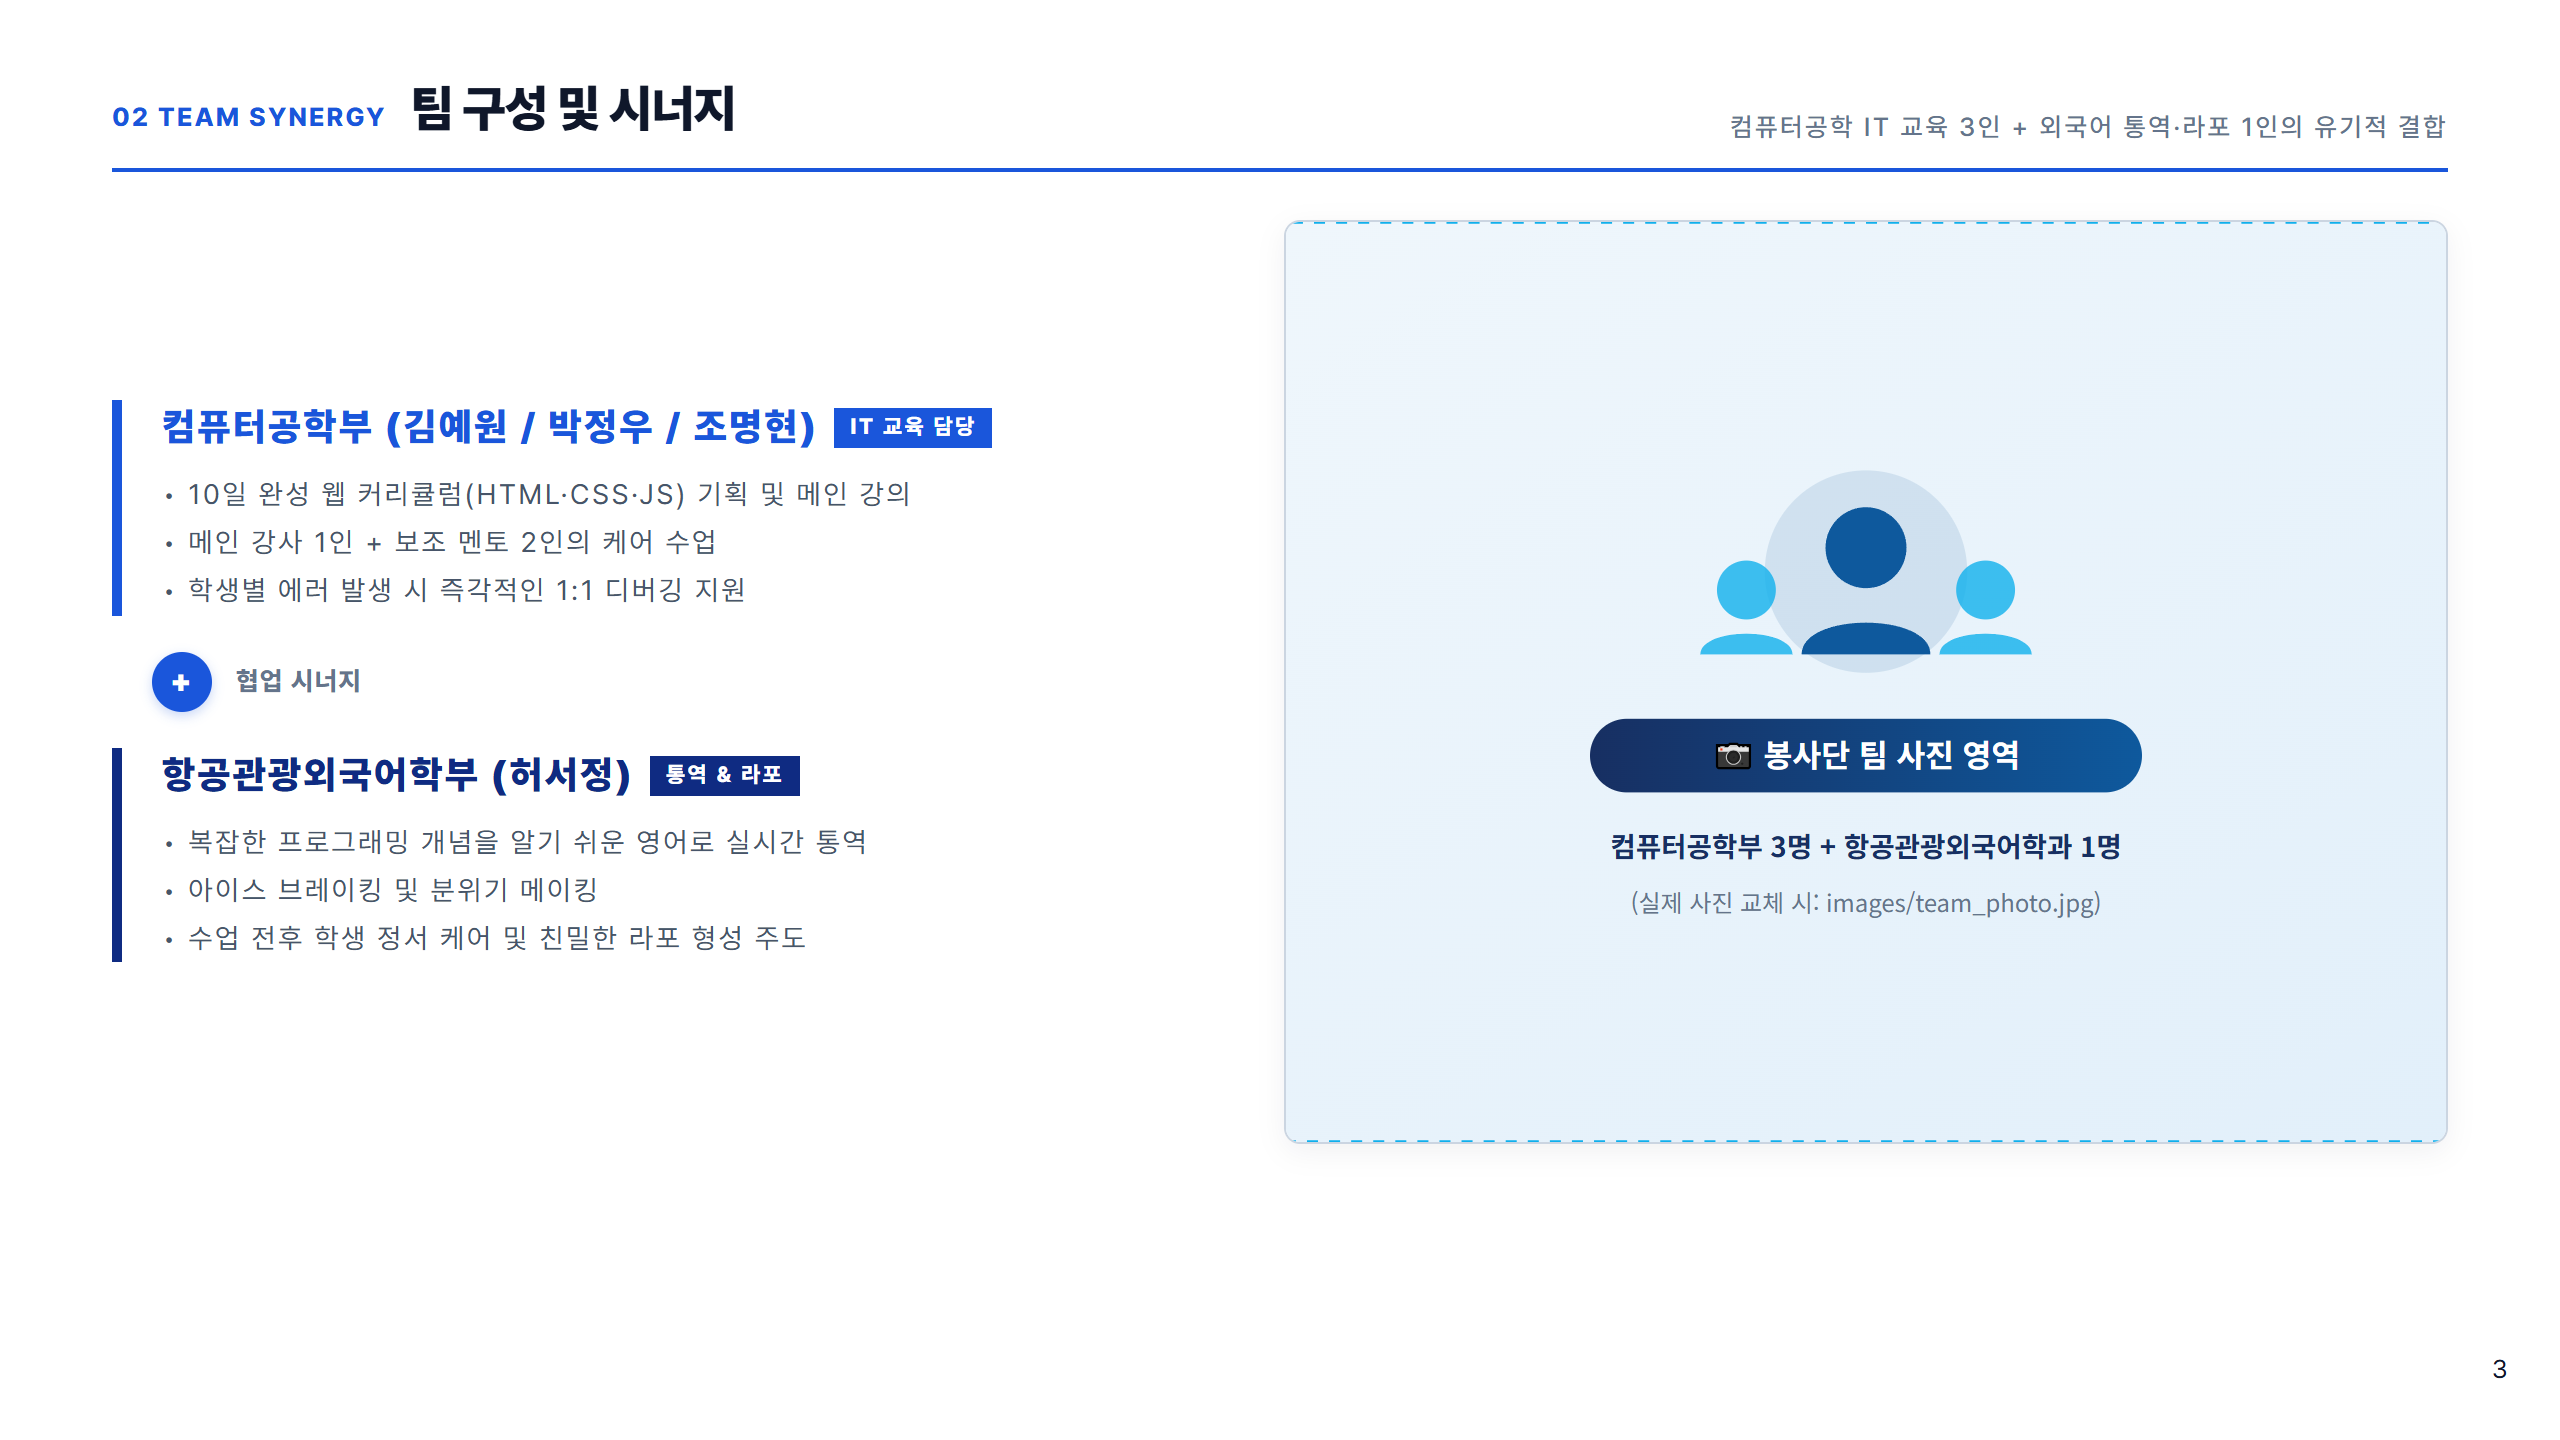 02 TEAM SYNERGY 팀 구성 및 시너지
컴퓨터공학 IT 교육 3인 + 외국어 통역·라포 1인의 유기적 결합
컴퓨터공학부 (김예원 / 박정우 / 조명현) IT 교육 담당
• 10일 완성 웹 커리큘럼(HTML·CSS·JS) 기획 및 메인 강의
• 메인 강사 1인 + 보조 멘토 2인의 케어 수업
• 학생별 에러 발생 시 즉각적인 1:1 디버깅 지원
+ 협업 시너지
항공관광외국어학부 (허서정) 통역 & 라포
• 복잡한 프로그래밍 개념을 알기 쉬운 영어로 실시간 통역
• 아이스 브레이킹 및 분위기 메이킹
• 수업 전후 학생 정서 케어 및 친밀한 라포 형성 주도
📷 봉사단 팀 사진 영역
컴퓨터공학부 3명 + 항공관광외국어학과 1명
(실제 사진 교체 시: images/team_photo.jpg)
3